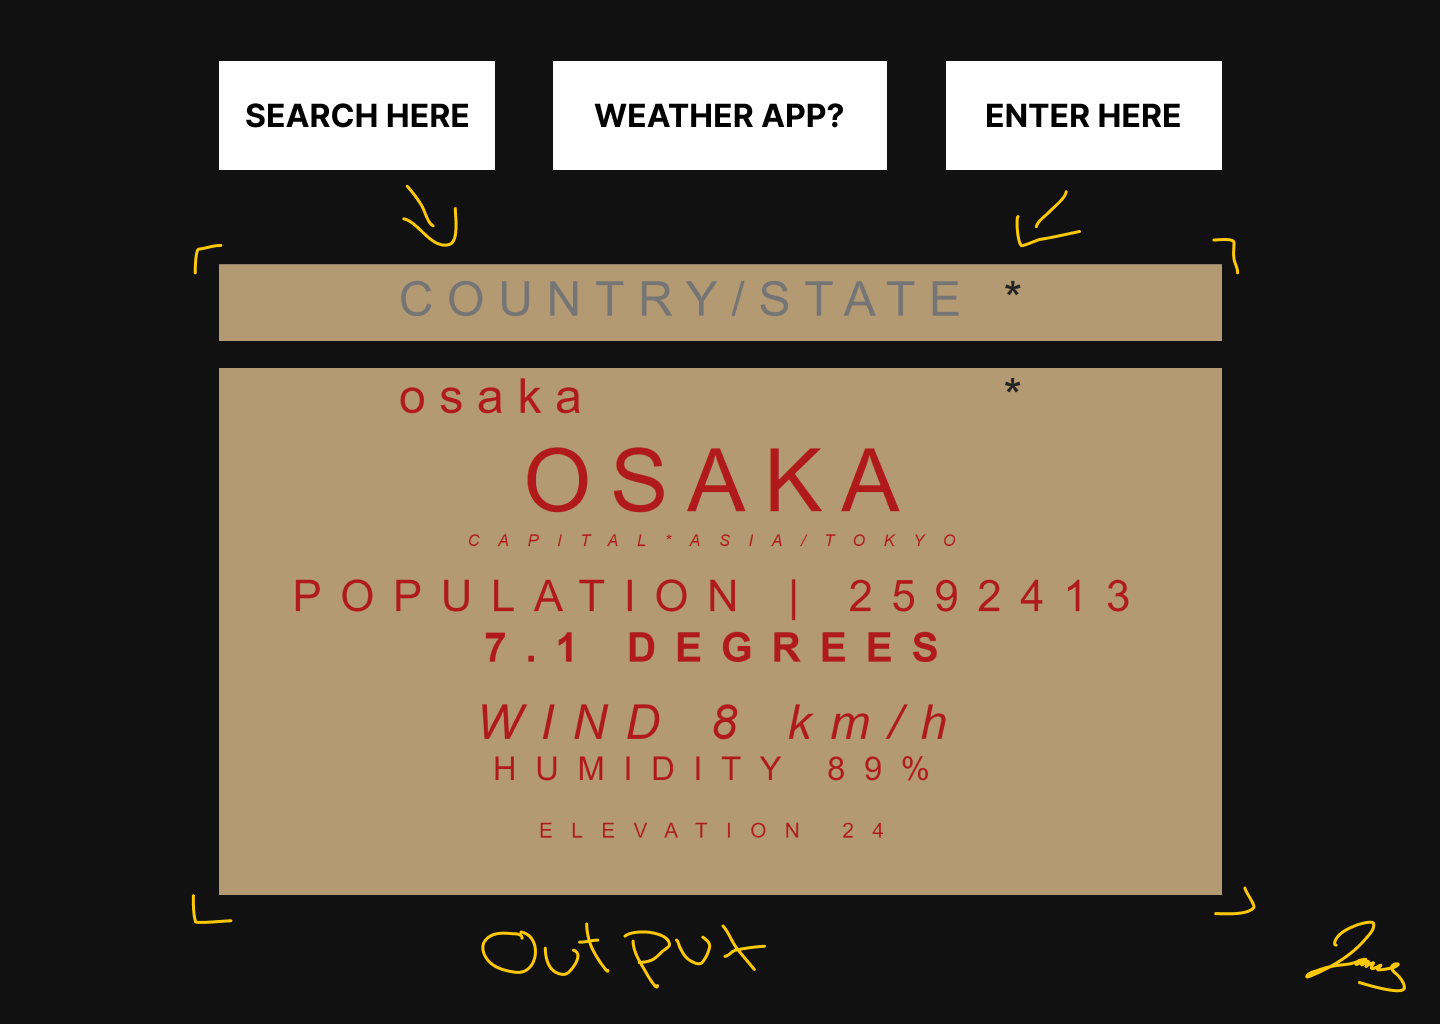 SEARCH HERE
WEATHER APP?
ENTER HERE
COUNTRY/STATE *
osaka *
OSAKA
CAPITAL*ASIA/TOKYO
POPULATION | 2592413
7.1 DEGREES
WIND 8 km/h
HUMIDITY 89%
ELEVATION 24
Output